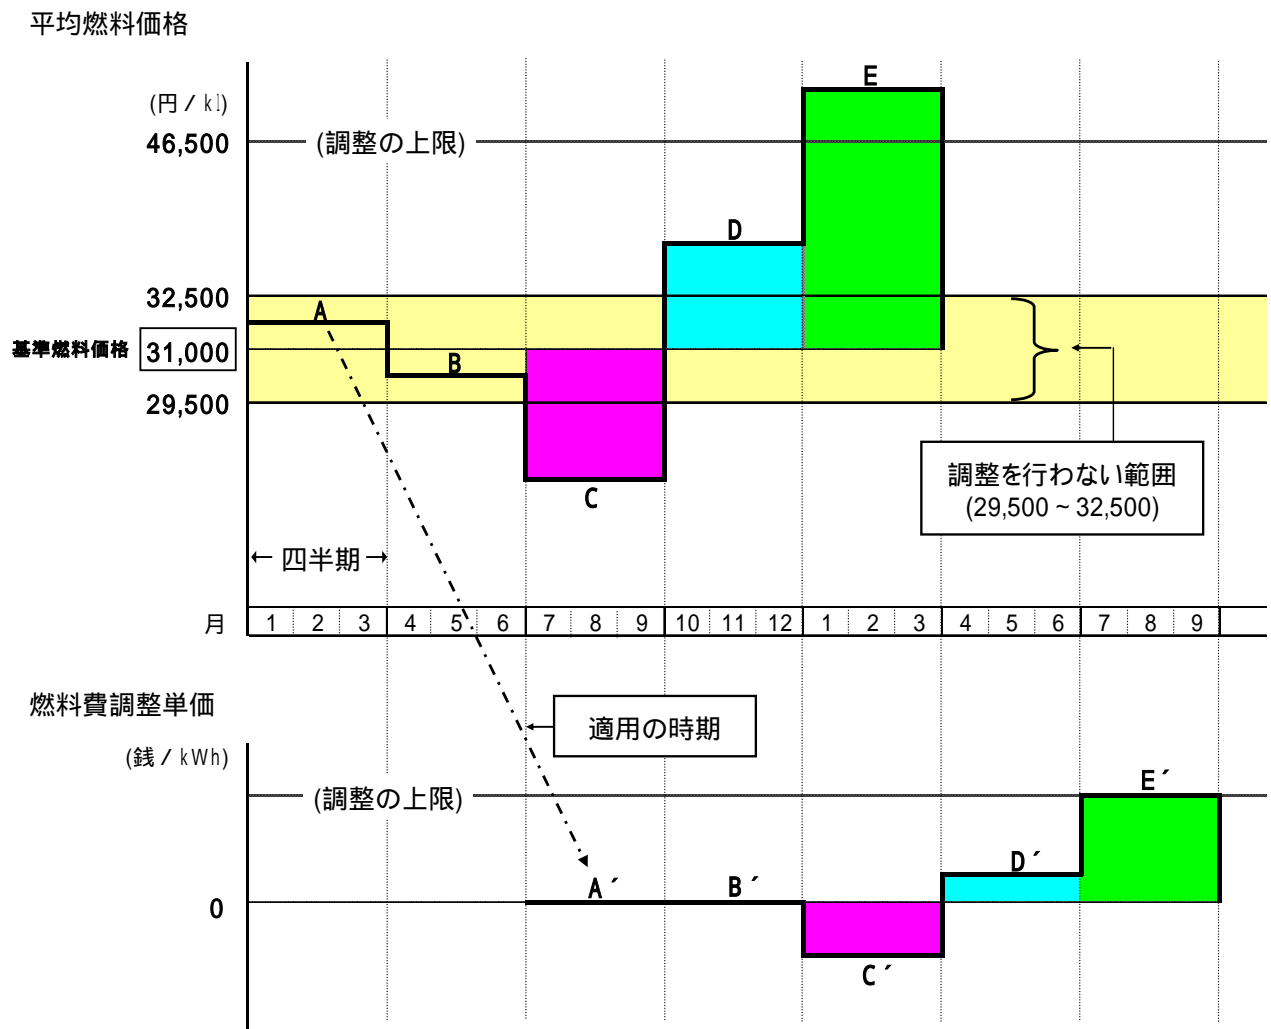 平均燃料価格
(円/kl)
46,500
(調整の上限)
E
D
32,500
A
基準燃料価格
31,000
B
29,500
C
調整を行わない範囲
(29,500 ~ 32,500)
四半期
月 1 2 3 4 5 6 7 8 9 10 11 12 1 2 3 4 5 6 7 8 9
燃料費調整単価
適用の時期
(銭/kWh)
(調整の上限)
E´
D´
A´
B´
0
C´